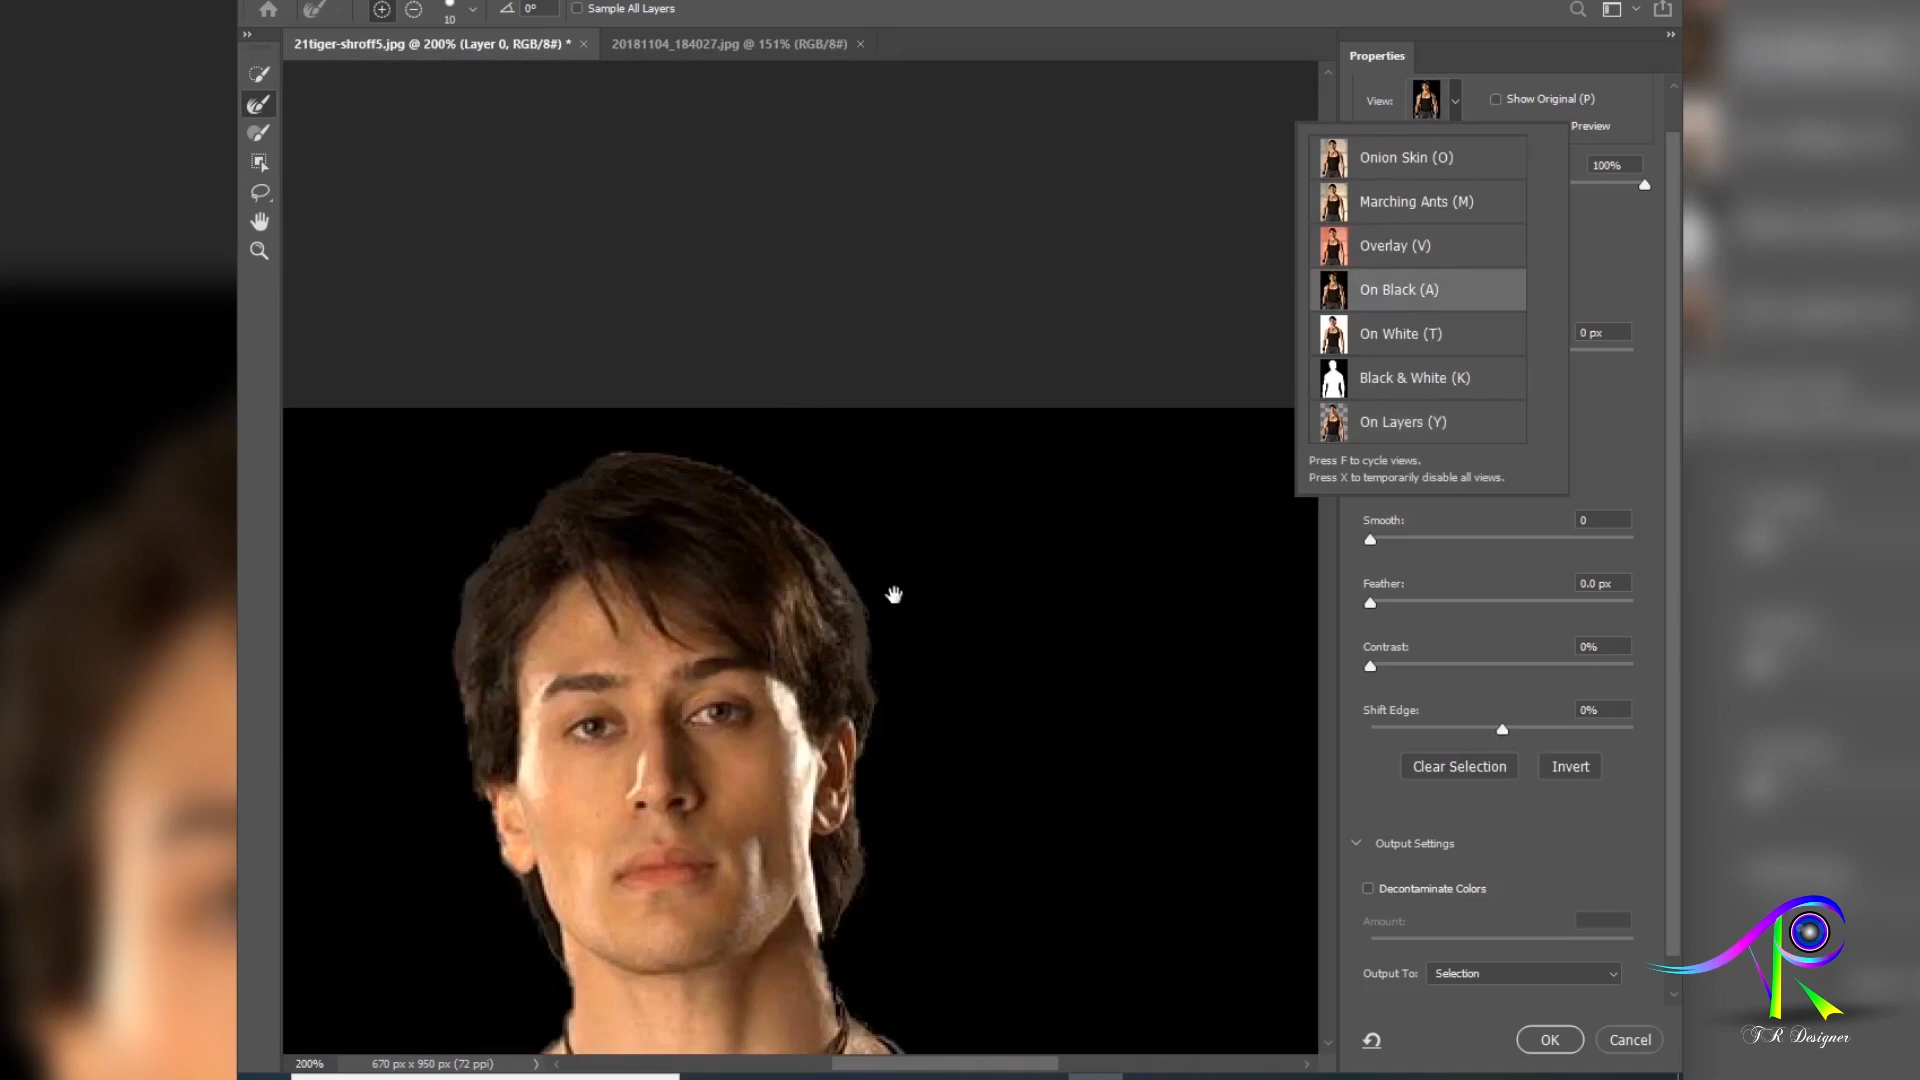 10
0°
Sample All Layers
21tiger-shroff5.jpg @ 200% (Layer 0, RGB/8#) *
20181104_184027.jpg @ 151% (RGB/8#)
Properties
View:
Show Original (P)
Preview
Onion Skin (O)
100%
Marching Ants (M)
Overlay (V)
On Black (A)
On White (T)
0 px
Black & White (K)
On Layers (Y)
Press F to cycle views.
Press X to temporarily disable all views.
Smooth:
0
Feather:
0.0 px
Contrast:
0%
Shift Edge:
0%
Clear Selection
Invert
Output Settings
Decontaminate Colors
Amount:
Output To:
Selection
OK
Cancel
200%
670 px x 950 px (72 ppi)
TR Designer